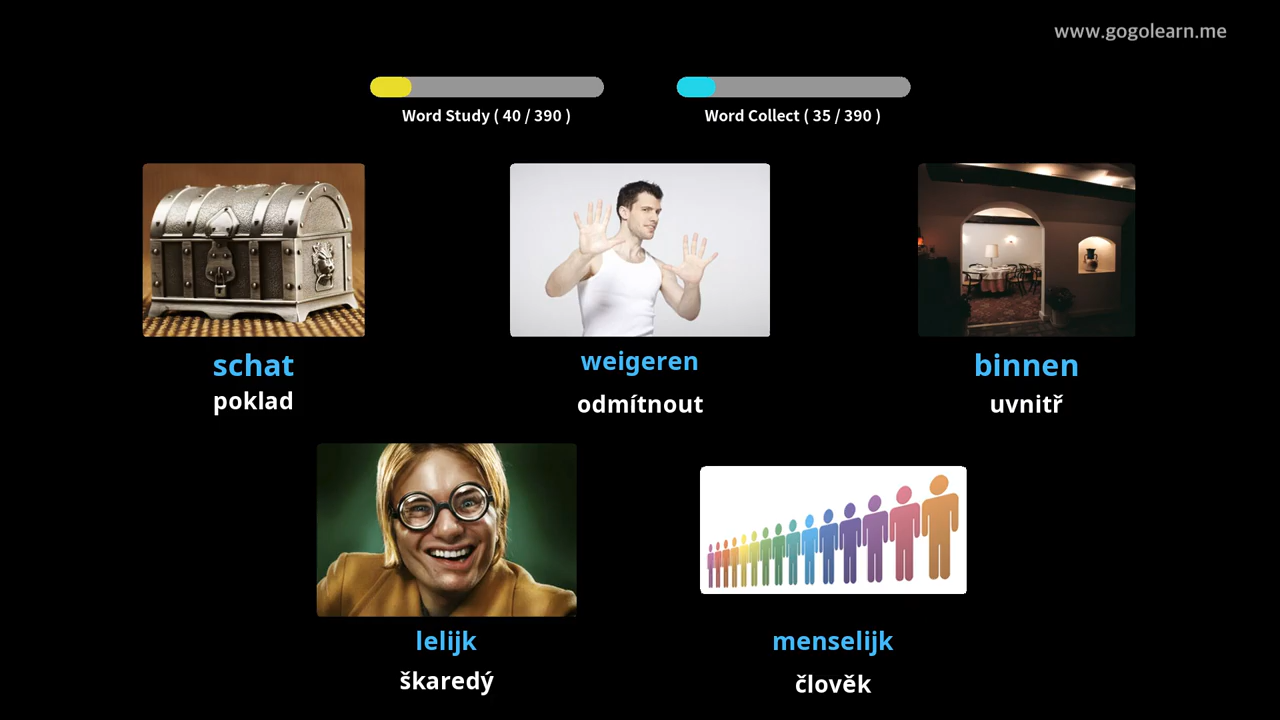 www.gogolearn.me
Word Study ( 40 / 390 )
Word Collect ( 35 / 390 )
schat
poklad
weigeren
odmítnout
binnen
uvnitř
lelijk
škaredý
menselijk
člověk